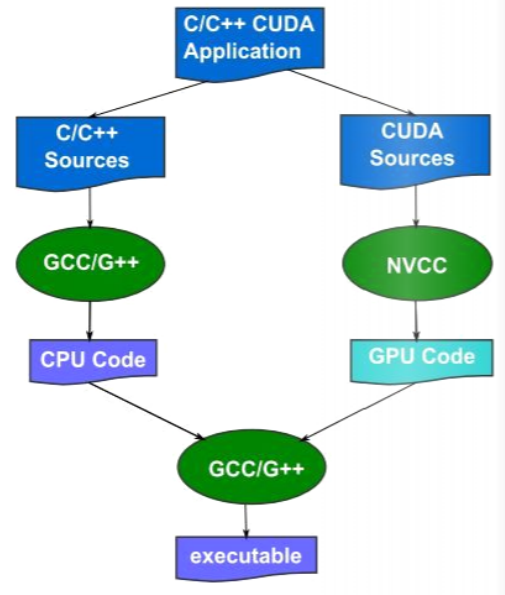 C/C++ CUDA
Application
C/C++
Sources
CUDA
Sources
GCC/G++
NVCC
CPU Code
GPU Code
GCC/G++
executable